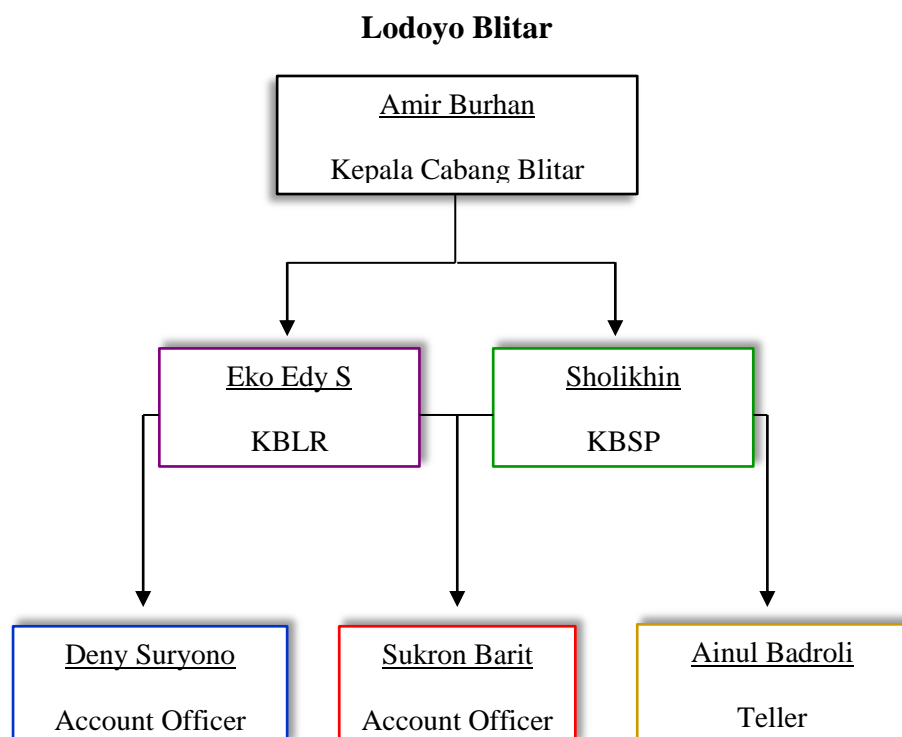 Lodoyo Blitar
Amir Burhan
Kepala Cabang Blitar
Eko Edy S
KBLR
Sholikhin
KBSP
Deny Suryono
Account Officer
Sukron Barit
Account Officer
Ainul Badroli
Teller